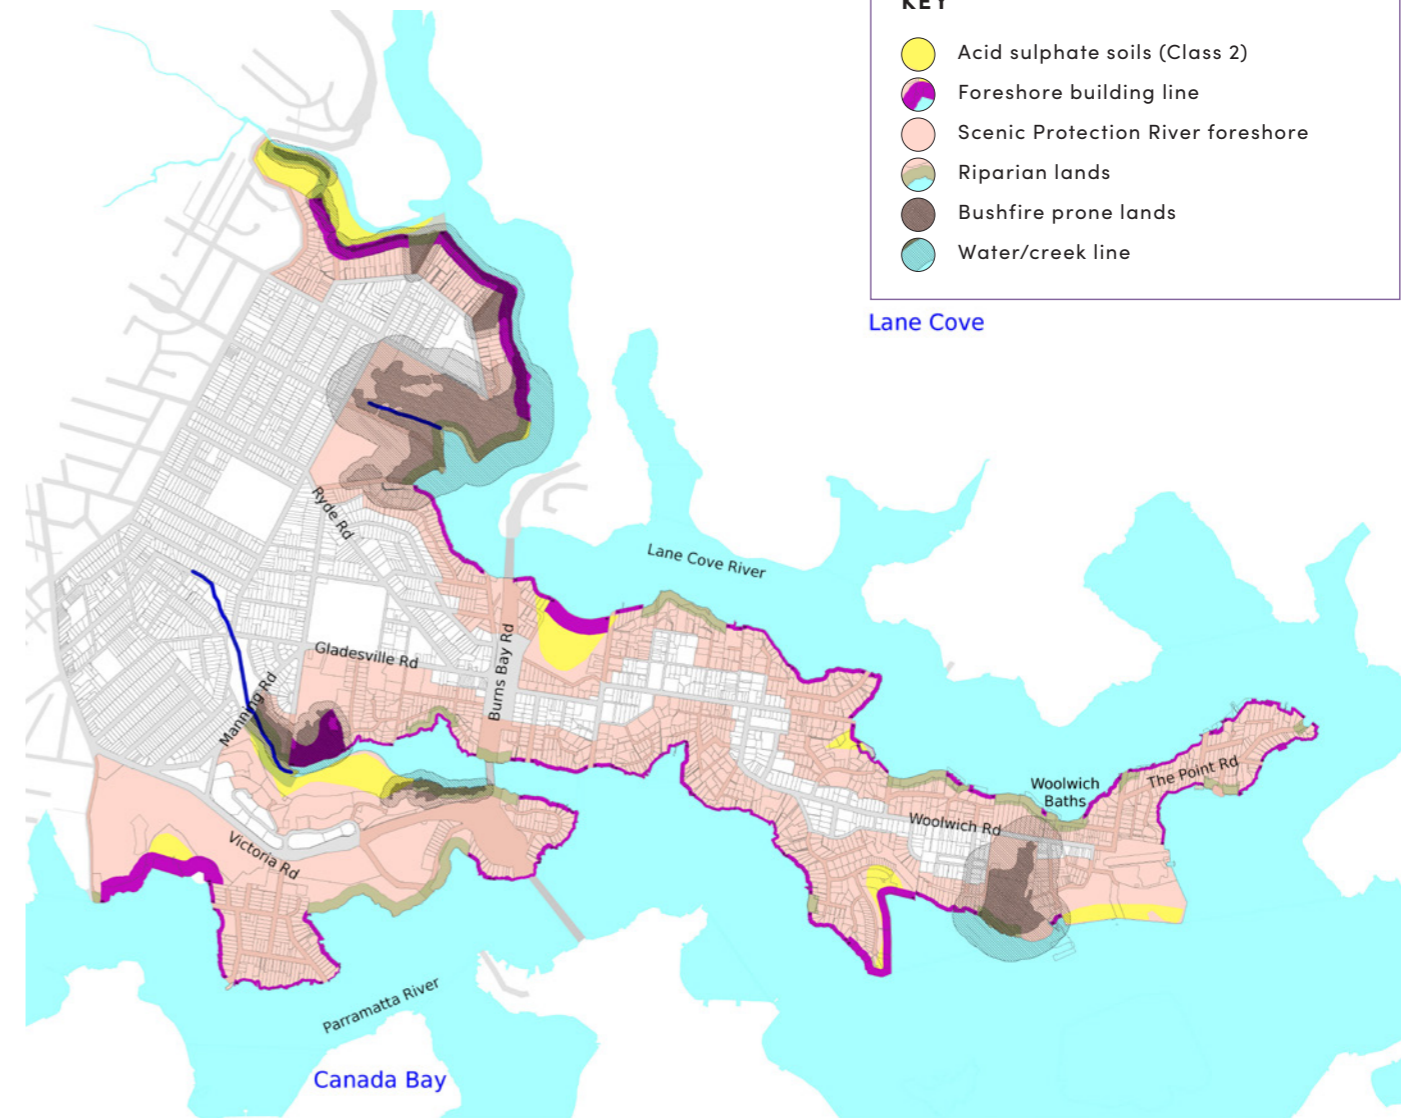 KEY
Acid sulphate soils (Class 2)
Foreshore building line
Scenic Protection River foreshore
Riparian lands
Bushfire prone lands
Water/creek line
Lane Cove
Ryde Rd
Lane Cove River
Gladesville Rd
Burns Bay Rd
Manning Rd
Woolwich
Baths
The Point Rd
Woolwich Rd
Victoria Rd
Parramatta River
Canada Bay